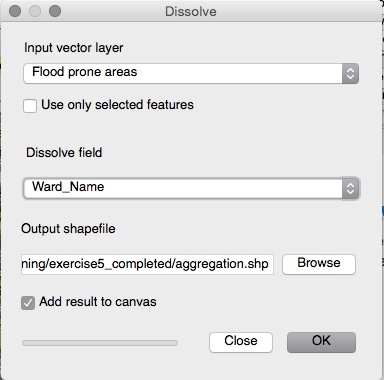 Dissolve
Input vector layer
Flood prone areas
Use only selected features
Dissolve field
Ward_Name
Output shapefile
ning/exercise5_completed/aggregation.shp
Browse
Add result to canvas
Close
OK